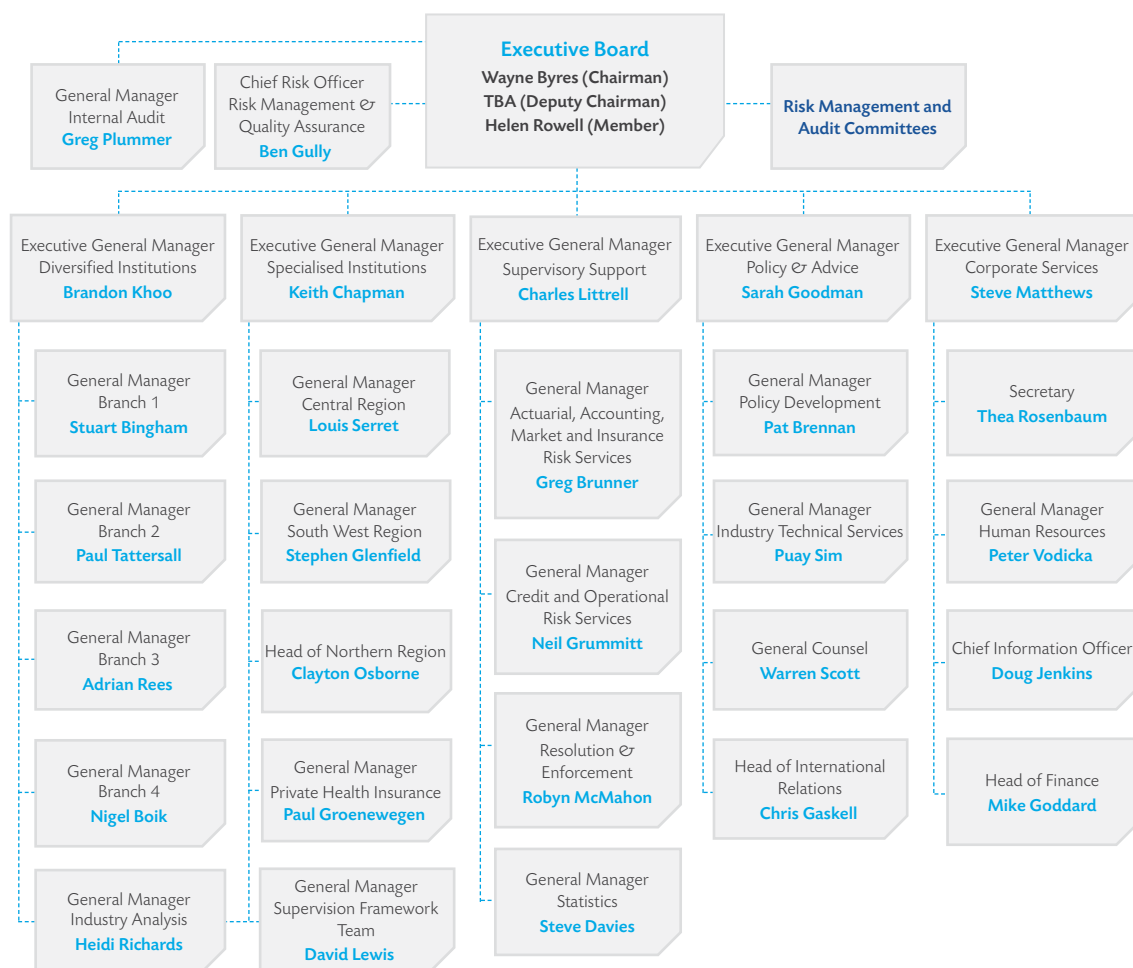 Executive Board
Wayne Byres (Chairman)
TBA (Deputy Chairman)
Helen Rowell (Member)
General Manager
Internal Audit
Greg Plummer
Chief Risk Officer
Risk Management &
Quality Assurance
Ben Gully
Risk Management and
Audit Committees
Executive General Manager
Diversified Institutions
Brandon Khoo
General Manager
Branch 1
Stuart Bingham
General Manager
Branch 2
Paul Tattersall
General Manager
Branch 3
Adrian Rees
General Manager
Branch 4
Nigel Boik
General Manager
Industry Analysis
Heidi Richards
Executive General Manager
Specialised Institutions
Keith Chapman
General Manager
Central Region
Louis Serret
General Manager
South West Region
Stephen Glenfield
Head of Northern Region
Clayton Osborne
General Manager
Private Health Insurance
Paul Groenewegen
General Manager
Supervision Framework
Team
David Lewis
Executive General Manager
Supervisory Support
Charles Littrell
General Manager
Actuarial, Accounting,
Market and Insurance
Risk Services
Greg Brunner
General Manager
Credit and Operational
Risk Services
Neil Grummitt
General Manager
Resolution &
Enforcement
Robyn McMahon
General Manager
Statistics
Steve Davies
Executive General Manager
Policy & Advice
Sarah Goodman
General Manager
Policy Development
Pat Brennan
General Manager
Industry Technical Services
Puay Sim
General Counsel
Warren Scott
Head of International
Relations
Chris Gaskell
Executive General Manager
Corporate Services
Steve Matthews
Secretary
Thea Rosenbaum
General Manager
Human Resources
Peter Vodicka
Chief Information Officer
Doug Jenkins
Head of Finance
Mike Goddard